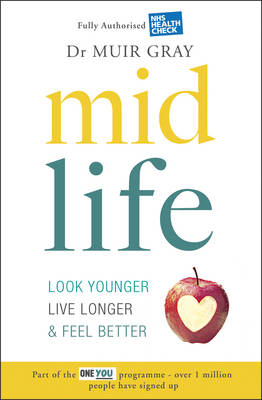 Fully Authorised NHS HEALTH CHECK
Dr MUIR GRAY
mid
life
LOOK YOUNGER
LIVE LONGER
& FEEL BETTER
Part of the ONE YOU programme - over 1 million
people have signed up